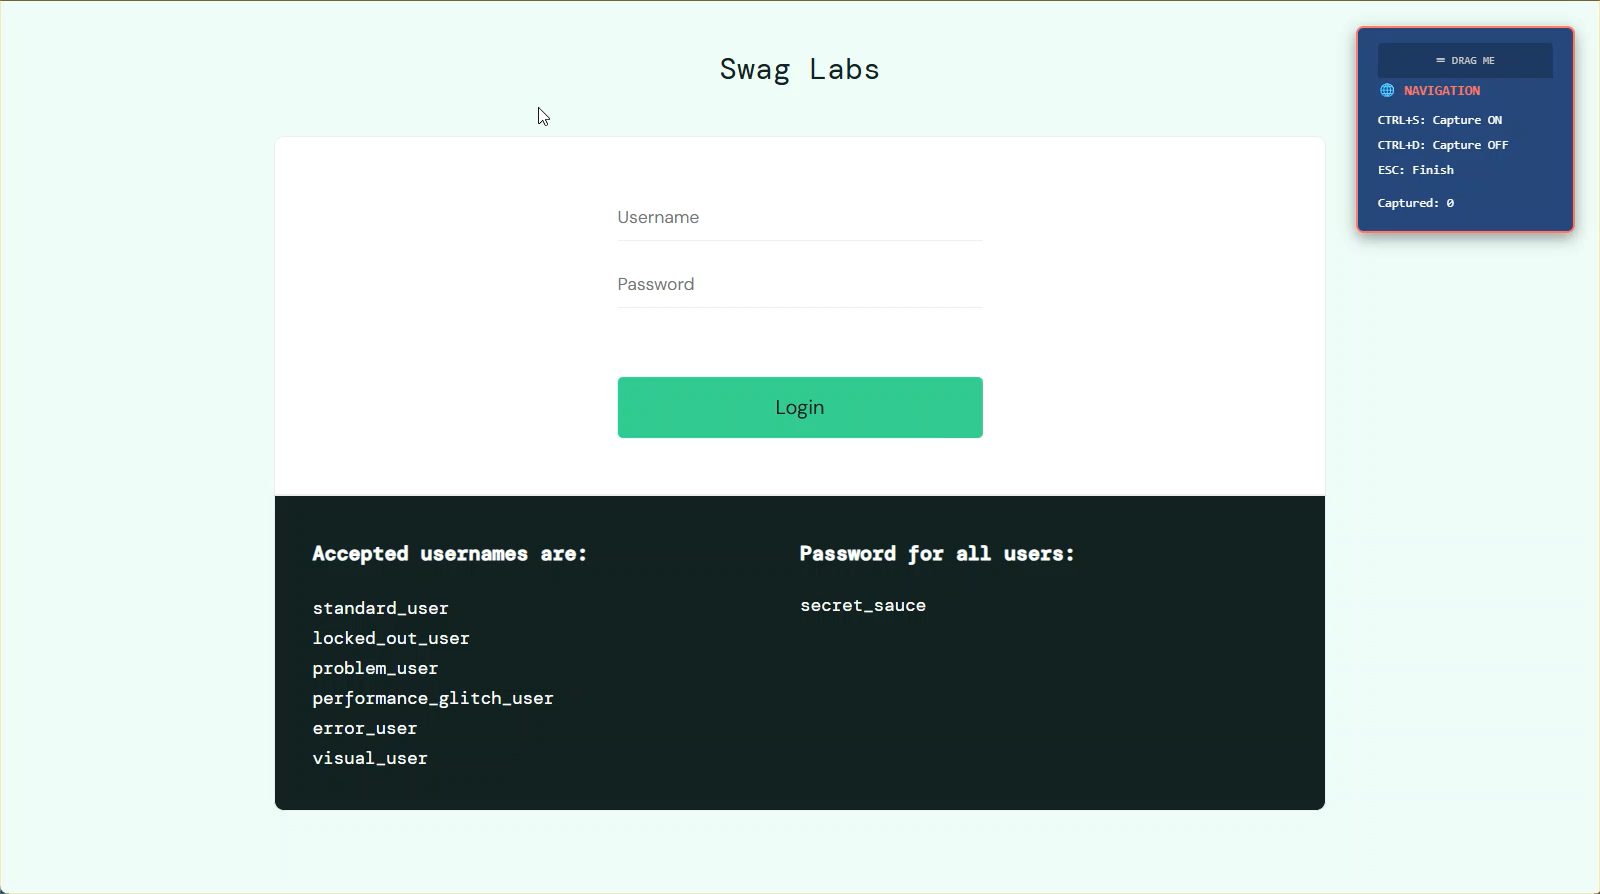 Swag Labs
= DRAG ME
NAVIGATION
CTRL+S: Capture ON
CTRL+D: Capture OFF
ESC: Finish
Captured: 0
Username
Password
Login
Accepted usernames are:
standard_user
locked_out_user
problem_user
performance_glitch_user
error_user
visual_user
Password for all users:
secret_sauce